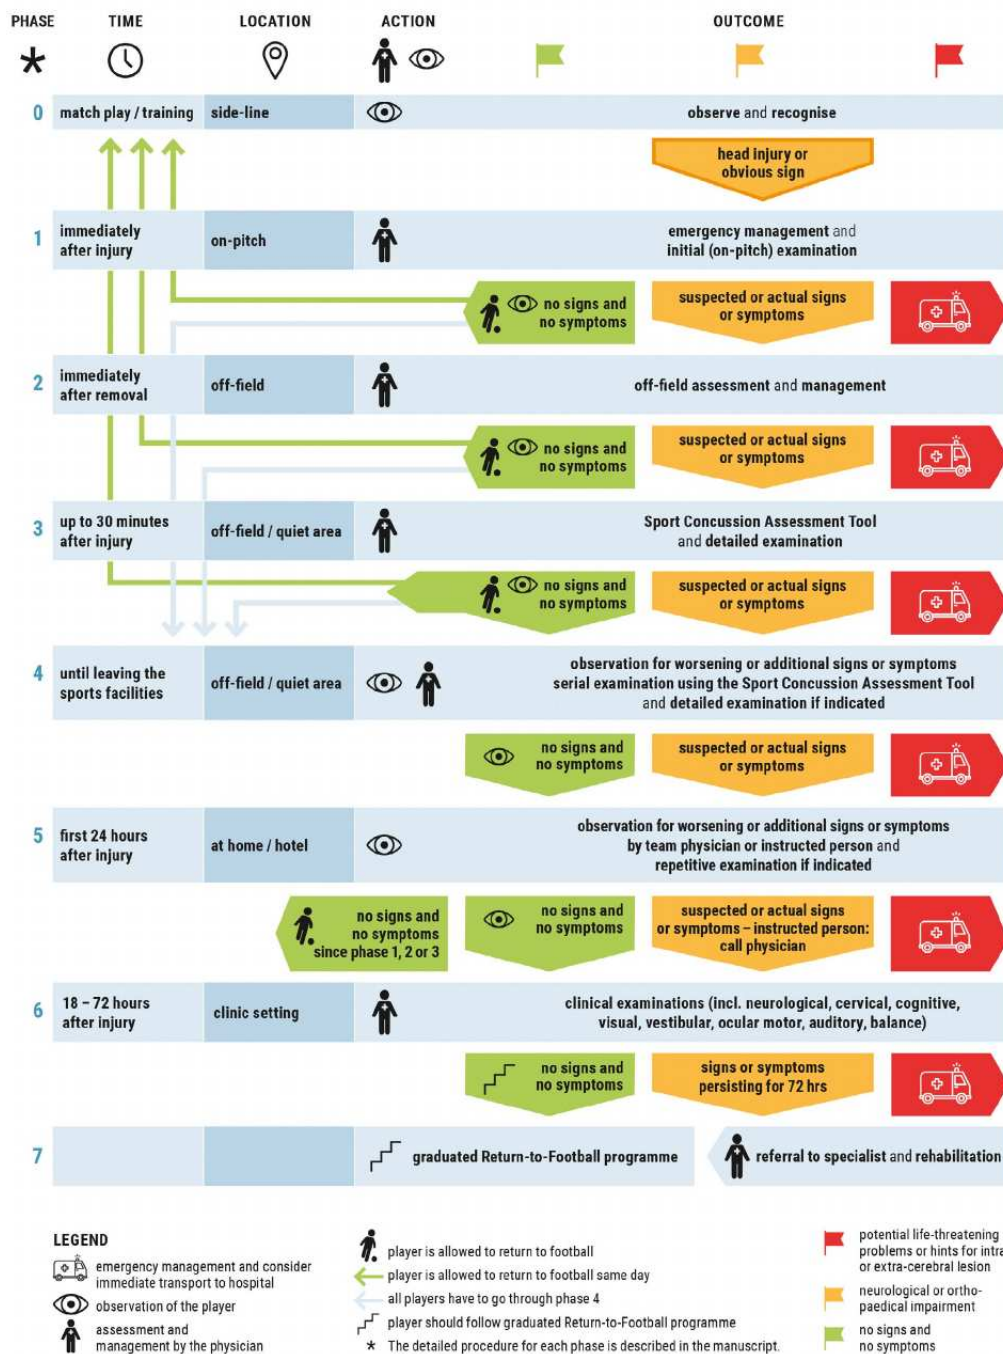 PHASE TIME LOCATION ACTION OUTCOME
*
0 match play / training side-line observe and recognise
head injury or
obvious sign
1 immediately
after injury
on-pitch
emergency management and
initial (on-pitch) examination
no signs and
no symptoms
suspected or actual signs
or symptoms
2 immediately
after removal
off-field
off-field assessment and management
no signs and
no symptoms
suspected or actual signs
or symptoms
3 up to 30 minutes
after injury
off-field / quiet area
Sport Concussion Assessment Tool
and detailed examination
no signs and
no symptoms
suspected or actual signs
or symptoms
4 until leaving the
sports facilities
off-field / quiet area
observation for worsening or additional signs or symptoms
serial examination using the Sport Concussion Assessment Tool
and detailed examination if indicated
no signs and
no symptoms
suspected or actual signs
or symptoms
5 first 24 hours
after injury
at home / hotel
observation for worsening or additional signs or symptoms
by team physician or instructed person and
repetitive examination if indicated
no signs and
no symptoms
since phase 1, 2 or 3
no signs and
no symptoms
suspected or actual signs
or symptoms – instructed person:
call physician
6 18 – 72 hours
after injury
clinic setting
clinical examinations (incl. neurological, cervical, cognitive,
visual, vestibular, ocular motor, auditory, balance)
no signs and
no symptoms
signs or symptoms
persisting for 72 hrs
7 graduated Return-to-Football programme
referral to specialist and rehabilitation
LEGEND
emergency management and consider
immediate transport to hospital
observation of the player
assessment and
management by the physician
player is allowed to return to football
player is allowed to return to football same day
all players have to go through phase 4
player should follow graduated Return-to-Football programme
* The detailed procedure for each phase is described in the manuscript.
potential life-threatening
problems or hints for intra
or extra-cerebral lesion
neurological or ortho-
paedical impairment
no signs and
no symptoms